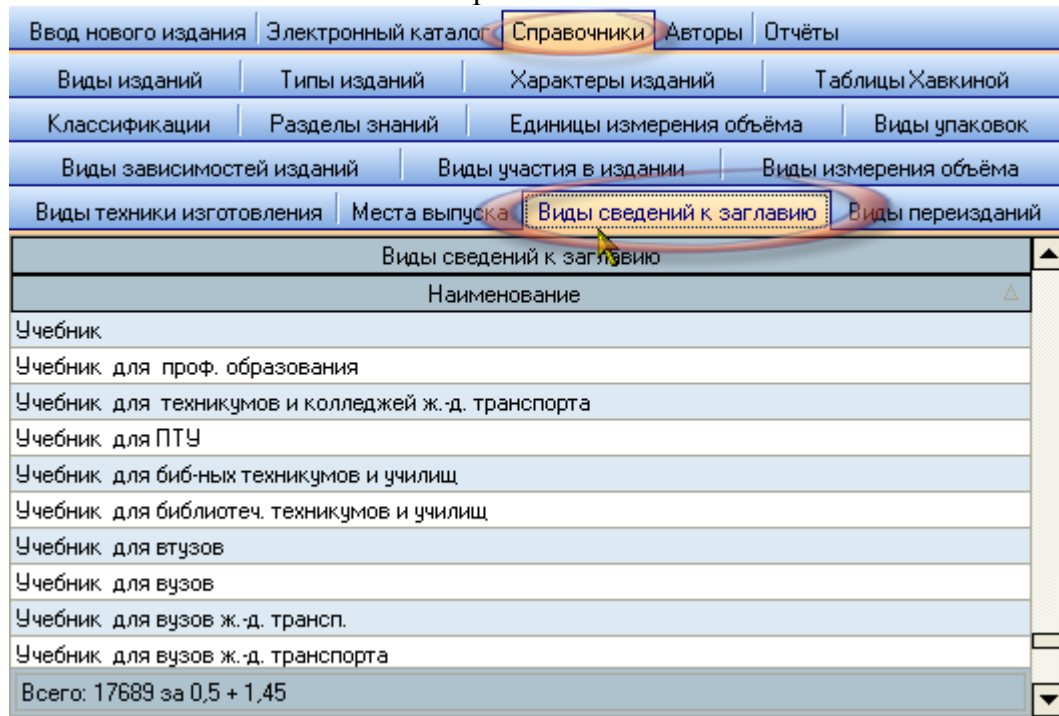 Ввод нового издания Электронный каталог Справочники Авторы Отчёты
Виды изданий Типы изданий Характеры изданий Таблицы Хавкиной
Классификации Разделы знаний Единицы измерения объёма Виды упаковок
Виды зависимостей изданий Виды участия в издании Виды измерения объёма
Виды техники изготовления Места выпуска Виды сведений к заглавию Виды переизданий
Виды сведений к заглавию
Наименование
Учебник
Учебник для проф. образования
Учебник для техникумов и колледжей ж.-д. транспорта
Учебник для ПТУ
Учебник для биб-ных техникумов и училищ
Учебник для библиотеч. техникумов и училищ
Учебник для втузов
Учебник для вузов
Учебник для вузов ж.-д. трансп.
Учебник для вузов ж.-д. транспорта
Всего: 17689 за 0,5 + 1,45